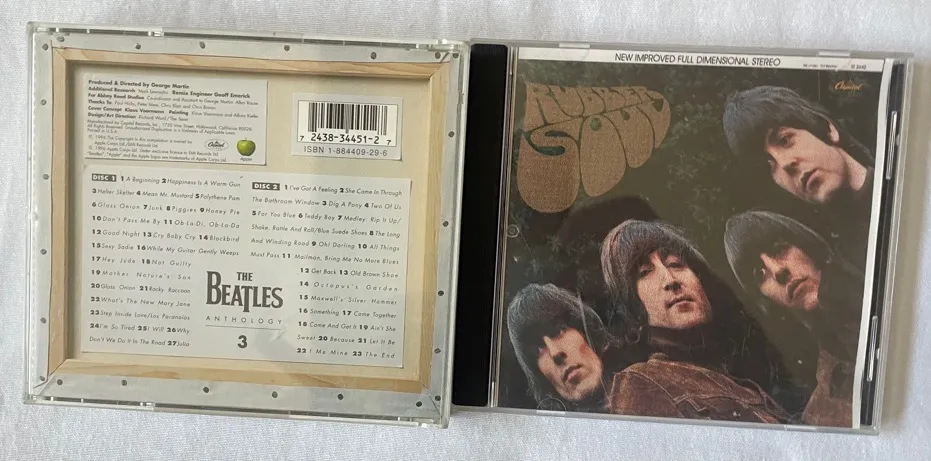 Produced & Directed by George Martin
Remix Engineer Geoff Emerick
For Abbey Road Studios
Printed in U.S.A.
Apple
7 2438-34451-2 7
ISBN 1-884409-29-6
DISC 1 1 A Beginning 2 Happiness Is A Warm Gun
3 Helter Skelter 4 Mean Mr. Mustard 5 Polythene Pam
6 Glass Onion 7 Junk 8 Piggies 9 Honey Pie
10 Don't Pass Me By 11 Ob-La-Di, Ob-La-Da
12 Good Night 13 Cry Baby Cry 14 Blackbird
15 Sexy Sadie 16 While My Guitar Gently Weeps
17 Hey Jude 18 Not Guilty
19 Mother Nature's Son
20 Glass Onion 21 Rocky Raccoon
22 What's The New Mary Jane
23 Step Inside Love/Los Paranoias
24 I'm So Tired 25 I Will 26 Why
Don't We Do It In The Road 27 Julia
THE
BEATLES
ANTHOLOGY
3
DISC 2 1 I've Got A Feeling 2 She Came In Through
The Bathroom Window 3 Dig A Pony 4 Two Of Us
5 For You Blue 6 Teddy Boy 7 Medley: Rip It Up/
Shake, Rattle And Roll/Blue Suede Shoes 8 The Long
And Winding Road 9 Oh! Darling 10 All Things
Must Pass 11 Mailman, Bring Me No More Blues
12 Get Back 13 Old Brown Shoe
14 Octopus's Garden
15 Maxwell's Silver Hammer
16 Something 17 Come Together
18 Come And Get It 19 Ain't She
Sweet 20 Because 21 Let It Be
22 I Me Mine 23 The End
NEW IMPROVED FULL DIMENSIONAL STEREO
Capitol
RUBBER
SOUL